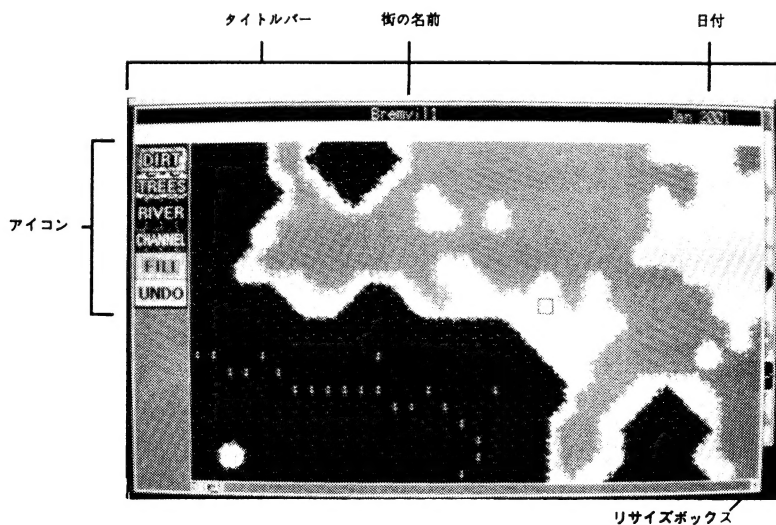 タイトルバー 街の名前 日付
Bremvill Jan 2001
アイコン
DIRT
TREES
RIVER
CHANNEL
FILL
UNDO
リサイズボックス